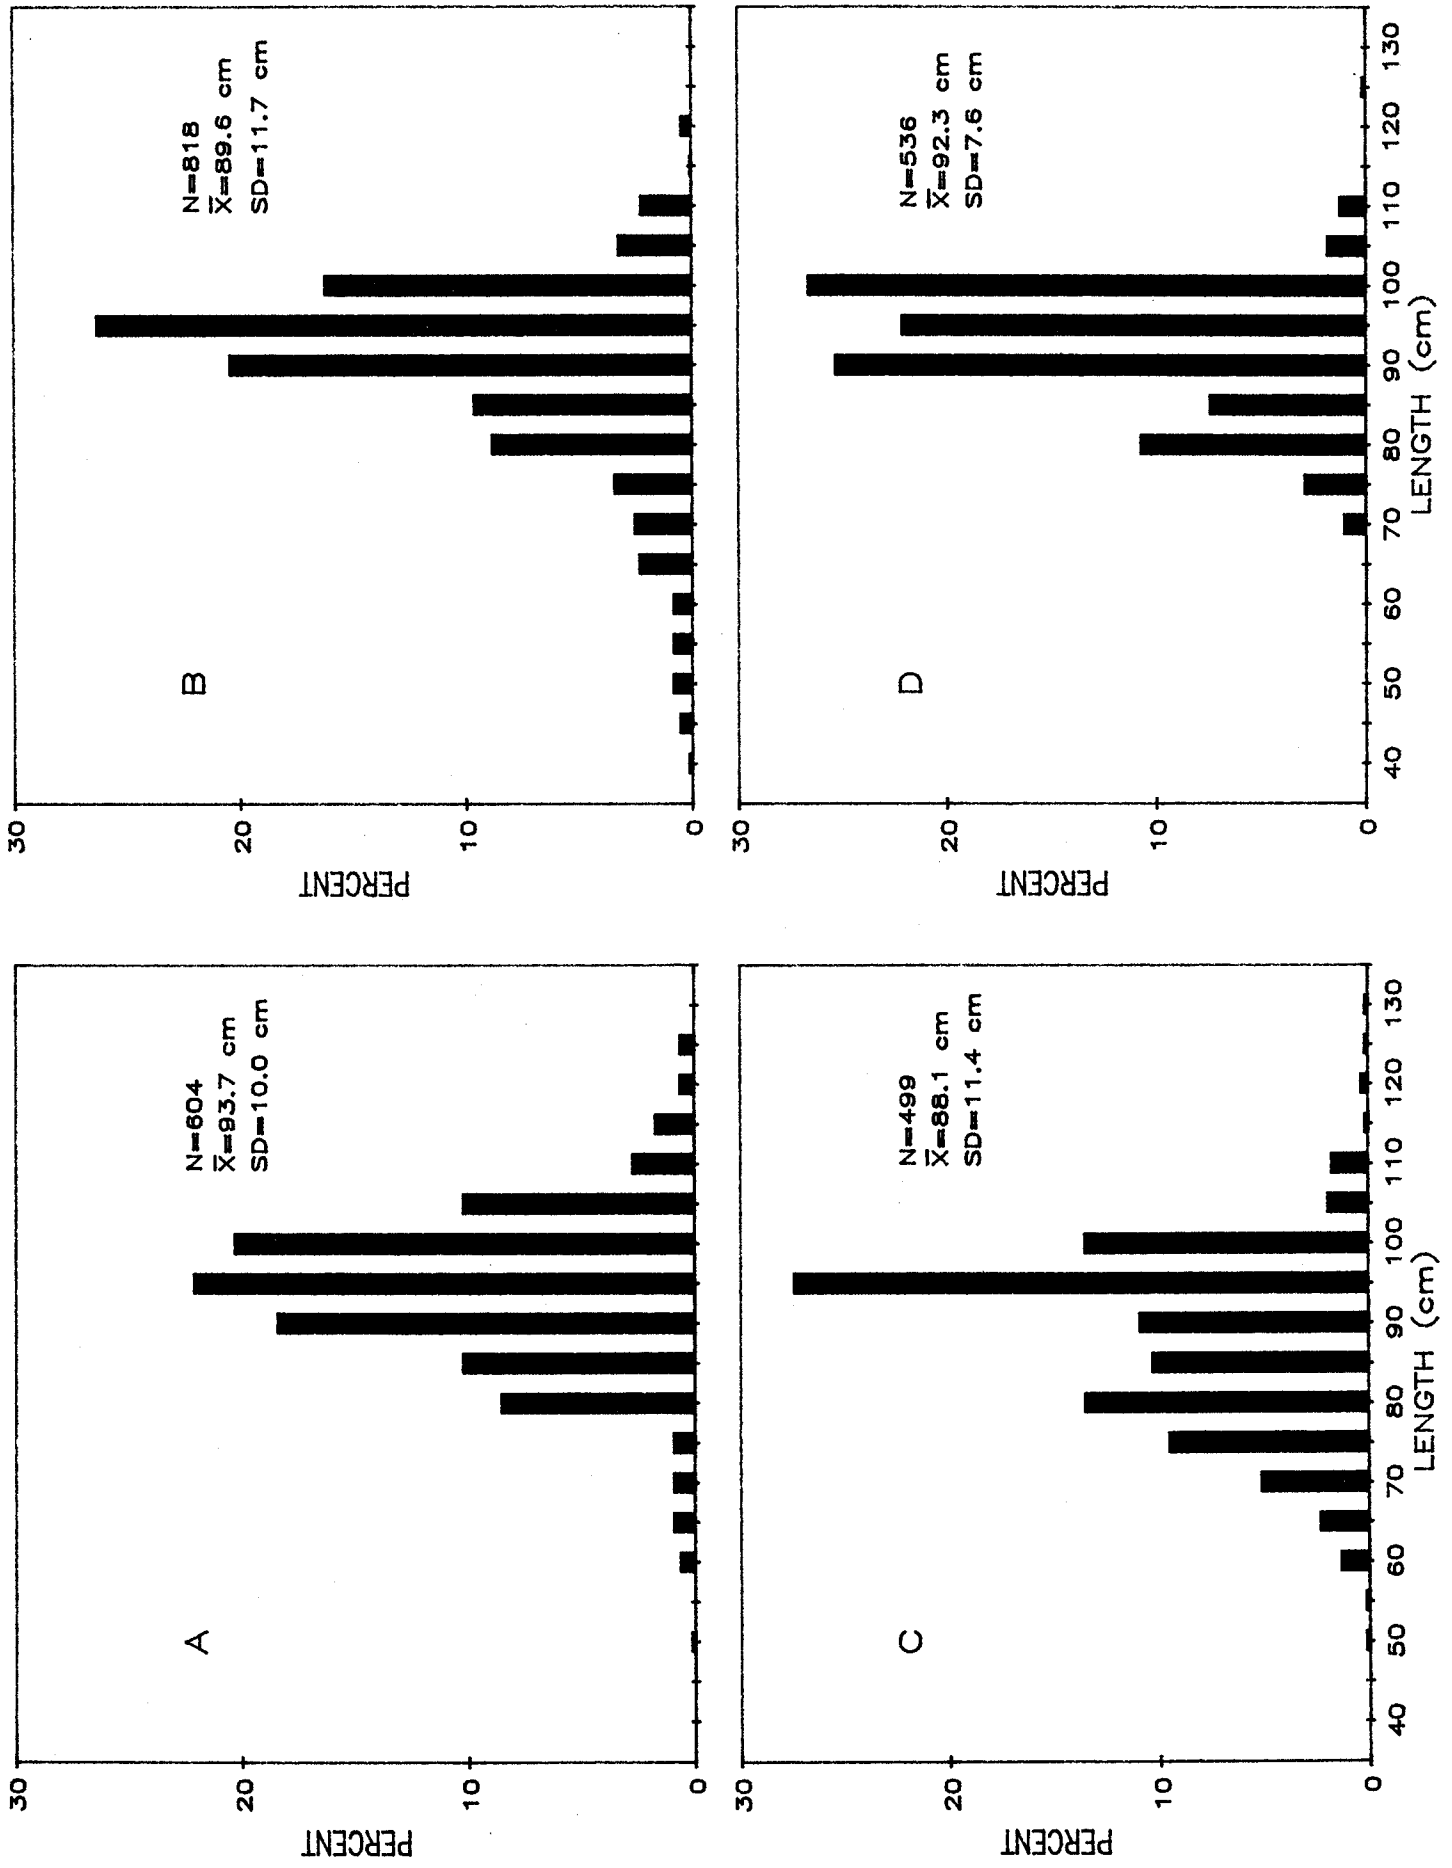 A
N=604
X̄=93.7 cm
SD=10.0 cm
PERCENT
30
20
10
0
B
N=818
X̄=89.6 cm
SD=11.7 cm
PERCENT
30
20
10
0
C
N=499
X̄=88.1 cm
SD=11.4 cm
PERCENT
30
20
10
0
40 50 60 70 80 90 100 110 120 130
LENGTH (cm)
D
N=536
X̄=92.3 cm
SD=7.6 cm
PERCENT
30
20
10
0
40 50 60 70 80 90 100 110 120 130
LENGTH (cm)